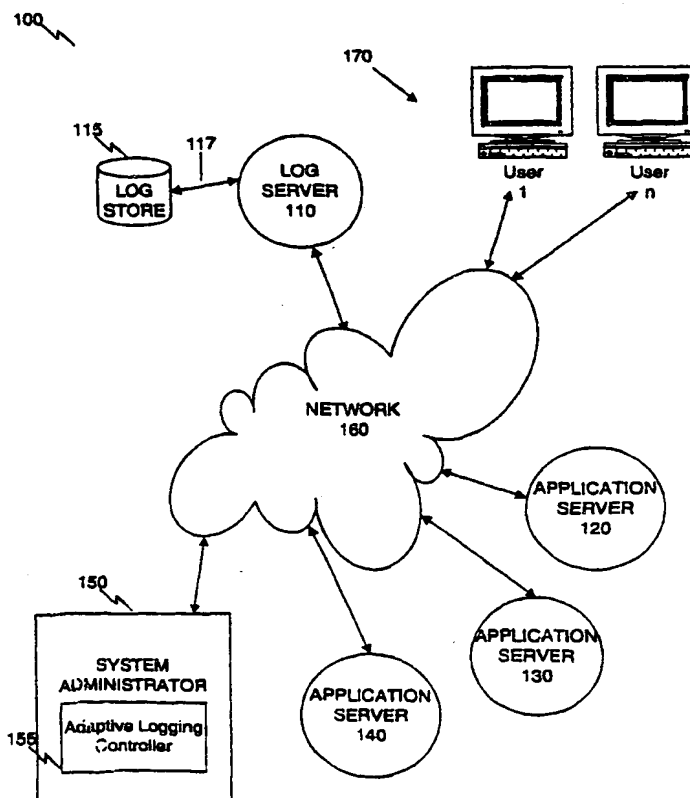 100
170
115
117
LOG
STORE
LOG
SERVER
110
User
1
User
n
NETWORK
160
APPLICATION
SERVER
120
APPLICATION
SERVER
130
APPLICATION
SERVER
140
150
SYSTEM
ADMINISTRATOR
Adaptive Logging
Controller
155